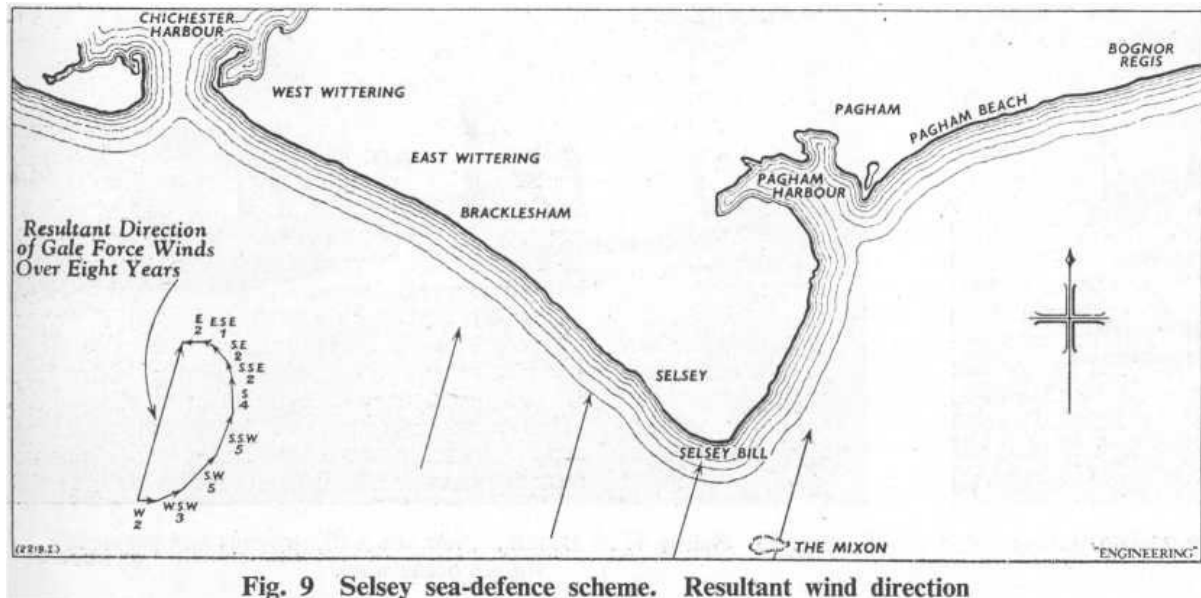 CHICHESTER
HARBOUR
WEST WITTERING
EAST WITTERING
BRACKLESHAM
BOGNOR
REGIS
PAGHAM
PAGHAM BEACH
PAGHAM
HARBOUR
Resultant Direction
of Gale Force Winds
Over Eight Years
E
2
E.S.E
1
S.E
2
S.S.E
2
S
4
S.S.W
5
S.W
5
W.S.W
3
W
2
SELSEY
SELSEY BILL
THE MIXON
(2219.I)
"ENGINEERING"
Fig. 9 Selsey sea-defence scheme. Resultant wind direction